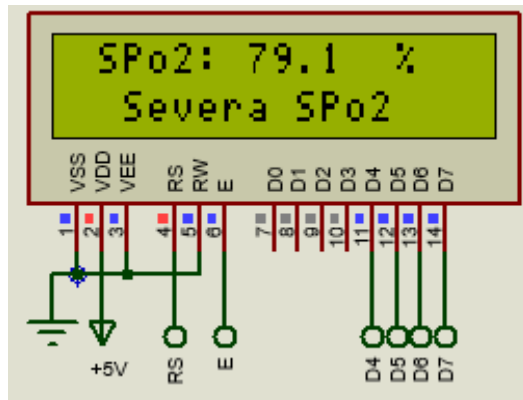 SPo2: 79.1 %
Severa SPo2
VSS VDD VEE RS RW E D0 D1 D2 D3 D4 D5 D6 D7
1 2 3 4 5 6 7 8 9 10 11 12 13 14
+5V RS E D4 D5 D6 D7